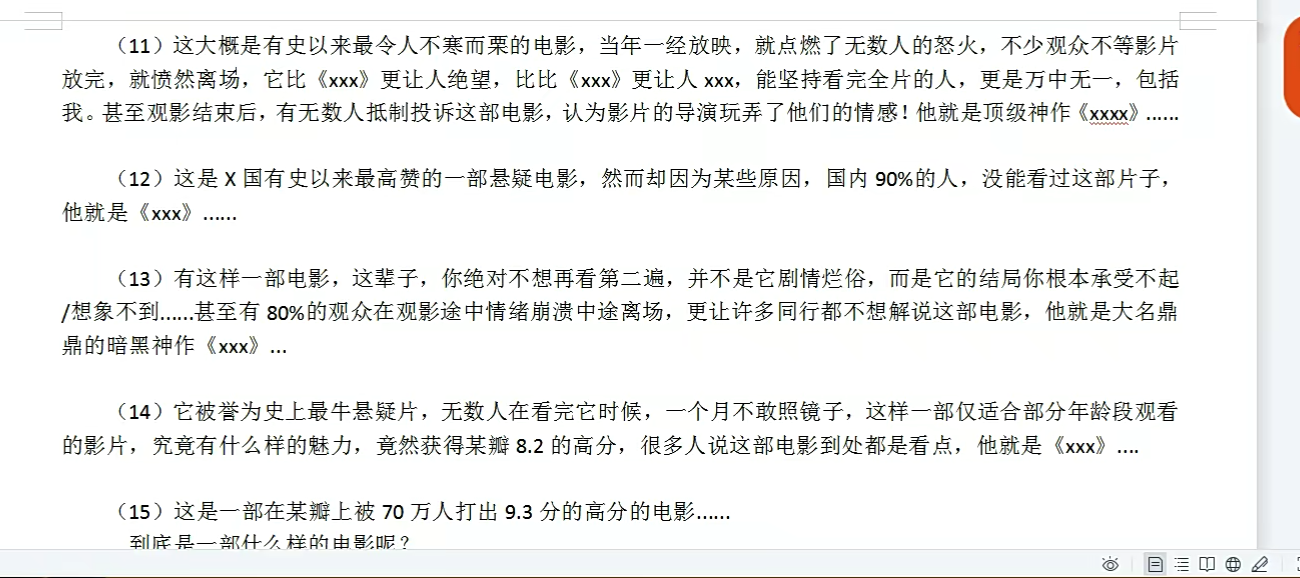 （11）这大概是有史以来最令人不寒而栗的电影，当年一经放映，就点燃了无数人的怒火，不少观众不等影片
放完，就愤然离场，它比《xxx》更让人绝望，比比《xxx》更让人 xxx，能坚持看完全片的人，更是万中无一，包括
我。甚至观影结束后，有无数人抵制投诉这部电影，认为影片的导演玩弄了他们的情感！他就是顶级神作《xxxx》......
（12）这是 X 国有史以来最高赞的一部悬疑电影，然而却因为某些原因，国内 90%的人，没能看过这部片子，
他就是《xxx》......
（13）有这样一部电影，这辈子，你绝对不想再看第二遍，并不是它剧情烂俗，而是它的结局你根本承受不起
/想象不到......甚至有 80%的观众在观影途中情绪崩溃中途离场，更让许多同行都不想解说这部电影，他就是大名鼎
鼎的暗黑神作《xxx》...
（14）它被誉为史上最牛悬疑片，无数人在看完它时候，一个月不敢照镜子，这样一部仅适合部分年龄段观看
的影片，究竟有什么样的魅力，竟然获得某瓣 8.2 的高分，很多人说这部电影到处都是看点，他就是《xxx》....
（15）这是一部在某瓣上被 70 万人打出 9.3 分的高分的电影......
到底是一部什么样的电影呢？